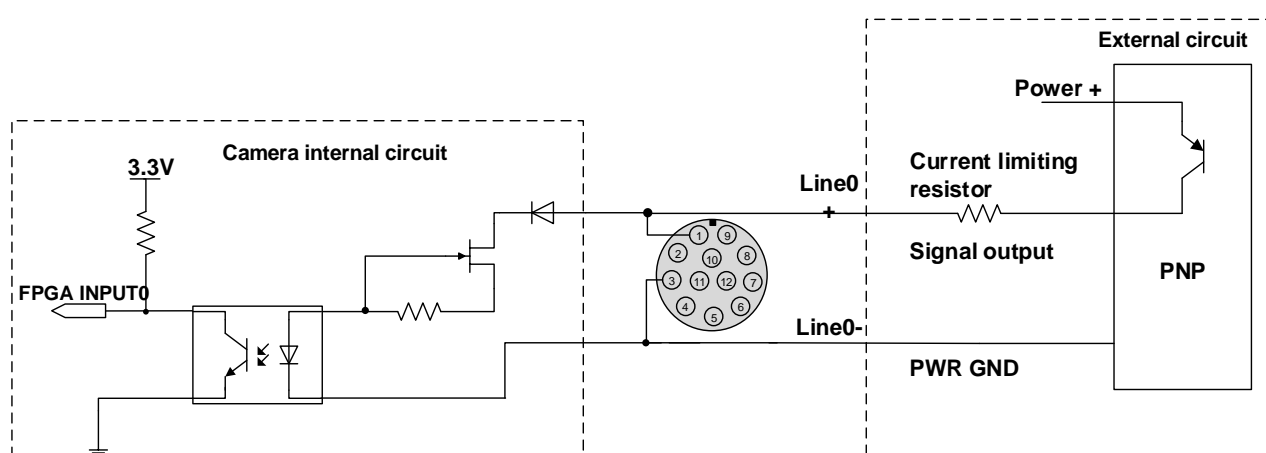 External circuit
Power +
Camera internal circuit
3.3V
Current limiting
resistor
Line0
+
Signal output
PNP
FPGA INPUT0
1 9
2 10 8
3 11 12 7
4 5 6
Line0-
PWR GND